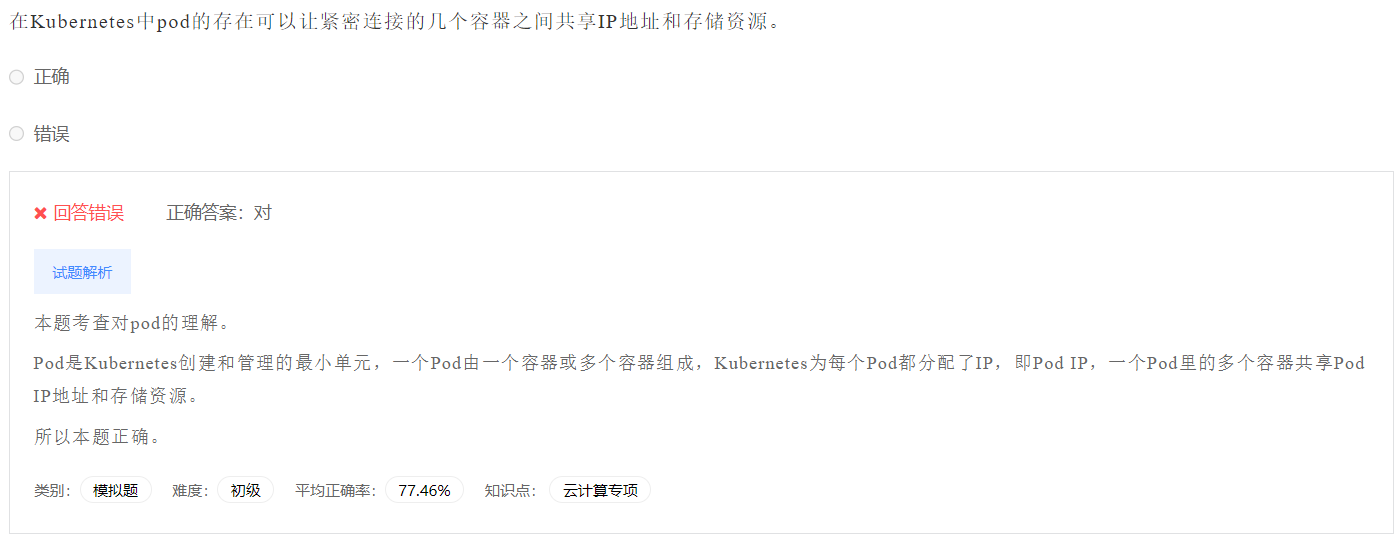 在Kubernetes中pod的存在可以让紧密连接的几个容器之间共享IP地址和存储资源。
正确
错误
回答错误 正确答案：对
试题解析
本题考查对pod的理解。
Pod是Kubernetes创建和管理的最小单元，一个Pod由一个容器或多个容器组成，Kubernetes为每个Pod都分配了IP，即Pod IP，一个Pod里的多个容器共享Pod
IP地址和存储资源。
所以本题正确。
类别： 模拟题 难度： 初级 平均正确率： 77.46% 知识点： 云计算专项